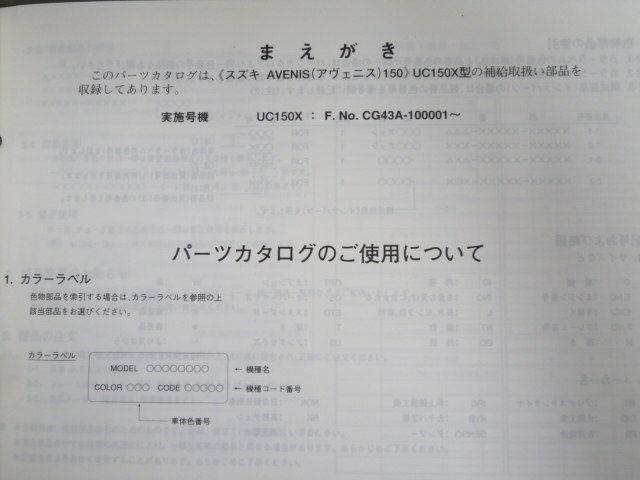 まえがき
このパーツカタログは、《スズキ AVENIS(アヴェニス)150》UC150X型の補給取扱い部品を
収録してあります。
実施号機 UC150X : F. No. CG43A-100001～
パーツカタログのご使用について
1. カラーラベル
色物部品を索引する場合は、カラーラベルを参照の上
該当部品をお選びください。
カラーラベル
MODEL ○○○○○○○○ ← 機種名
COLOR ○○○ CODE ○○○○○ ← 機種コード番号
車体色番号